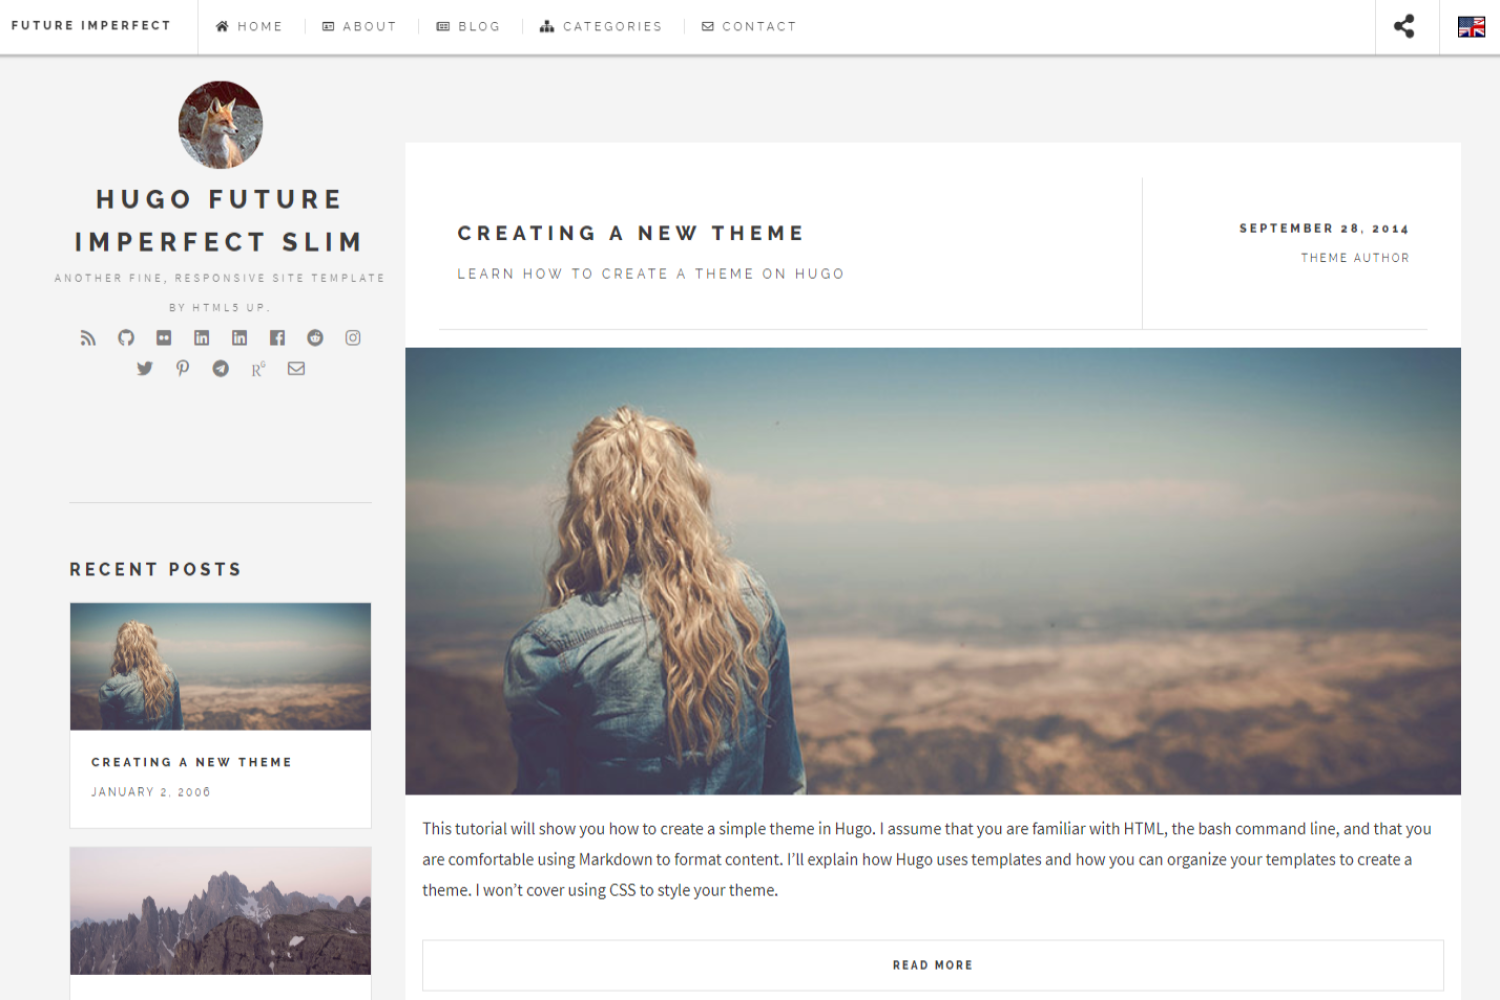 FUTURE IMPERFECT
HOME
ABOUT
BLOG
CATEGORIES
CONTACT
HUGO FUTURE
IMPERFECT SLIM
ANOTHER FINE, RESPONSIVE SITE TEMPLATE
BY HTML5 UP.
RECENT POSTS
CREATING A NEW THEME
JANUARY 2, 2006
CREATING A NEW THEME
LEARN HOW TO CREATE A THEME ON HUGO
SEPTEMBER 28, 2014
THEME AUTHOR
This tutorial will show you how to create a simple theme in Hugo. I assume that you are familiar with HTML, the bash command line, and that you
are comfortable using Markdown to format content. I’ll explain how Hugo uses templates and how you can organize your templates to create a
theme. I won’t cover using CSS to style your theme.
READ MORE